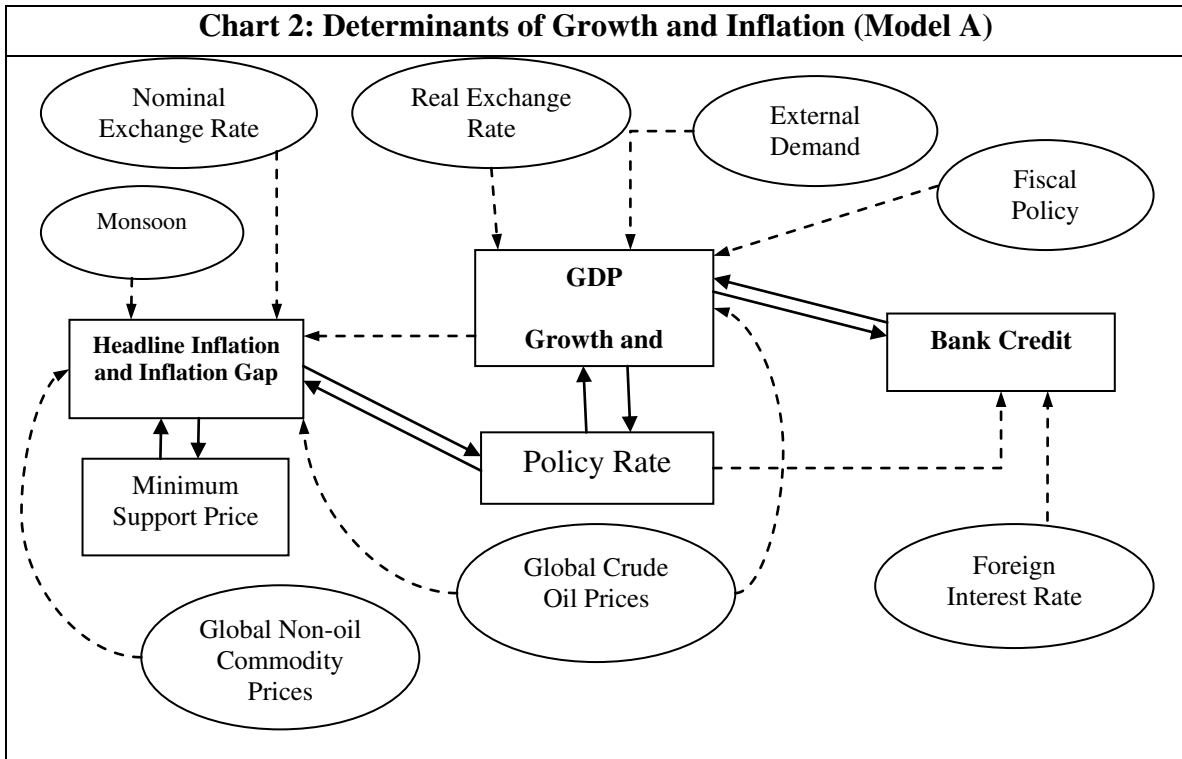 Chart 2: Determinants of Growth and Inflation (Model A)
Nominal
Exchange Rate
Real Exchange
Rate
External
Demand
Fiscal
Policy
Monsoon
GDP
Growth and
Headline Inflation
and Inflation Gap
Bank Credit
Policy Rate
Minimum
Support Price
Global Crude
Oil Prices
Foreign
Interest Rate
Global Non-oil
Commodity
Prices